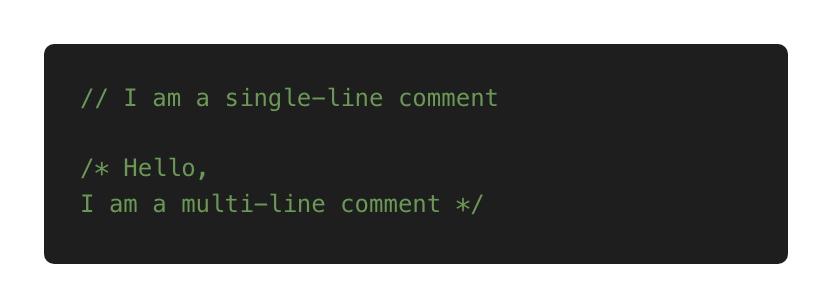 // I am a single-line comment
/* Hello,
I am a multi-line comment */